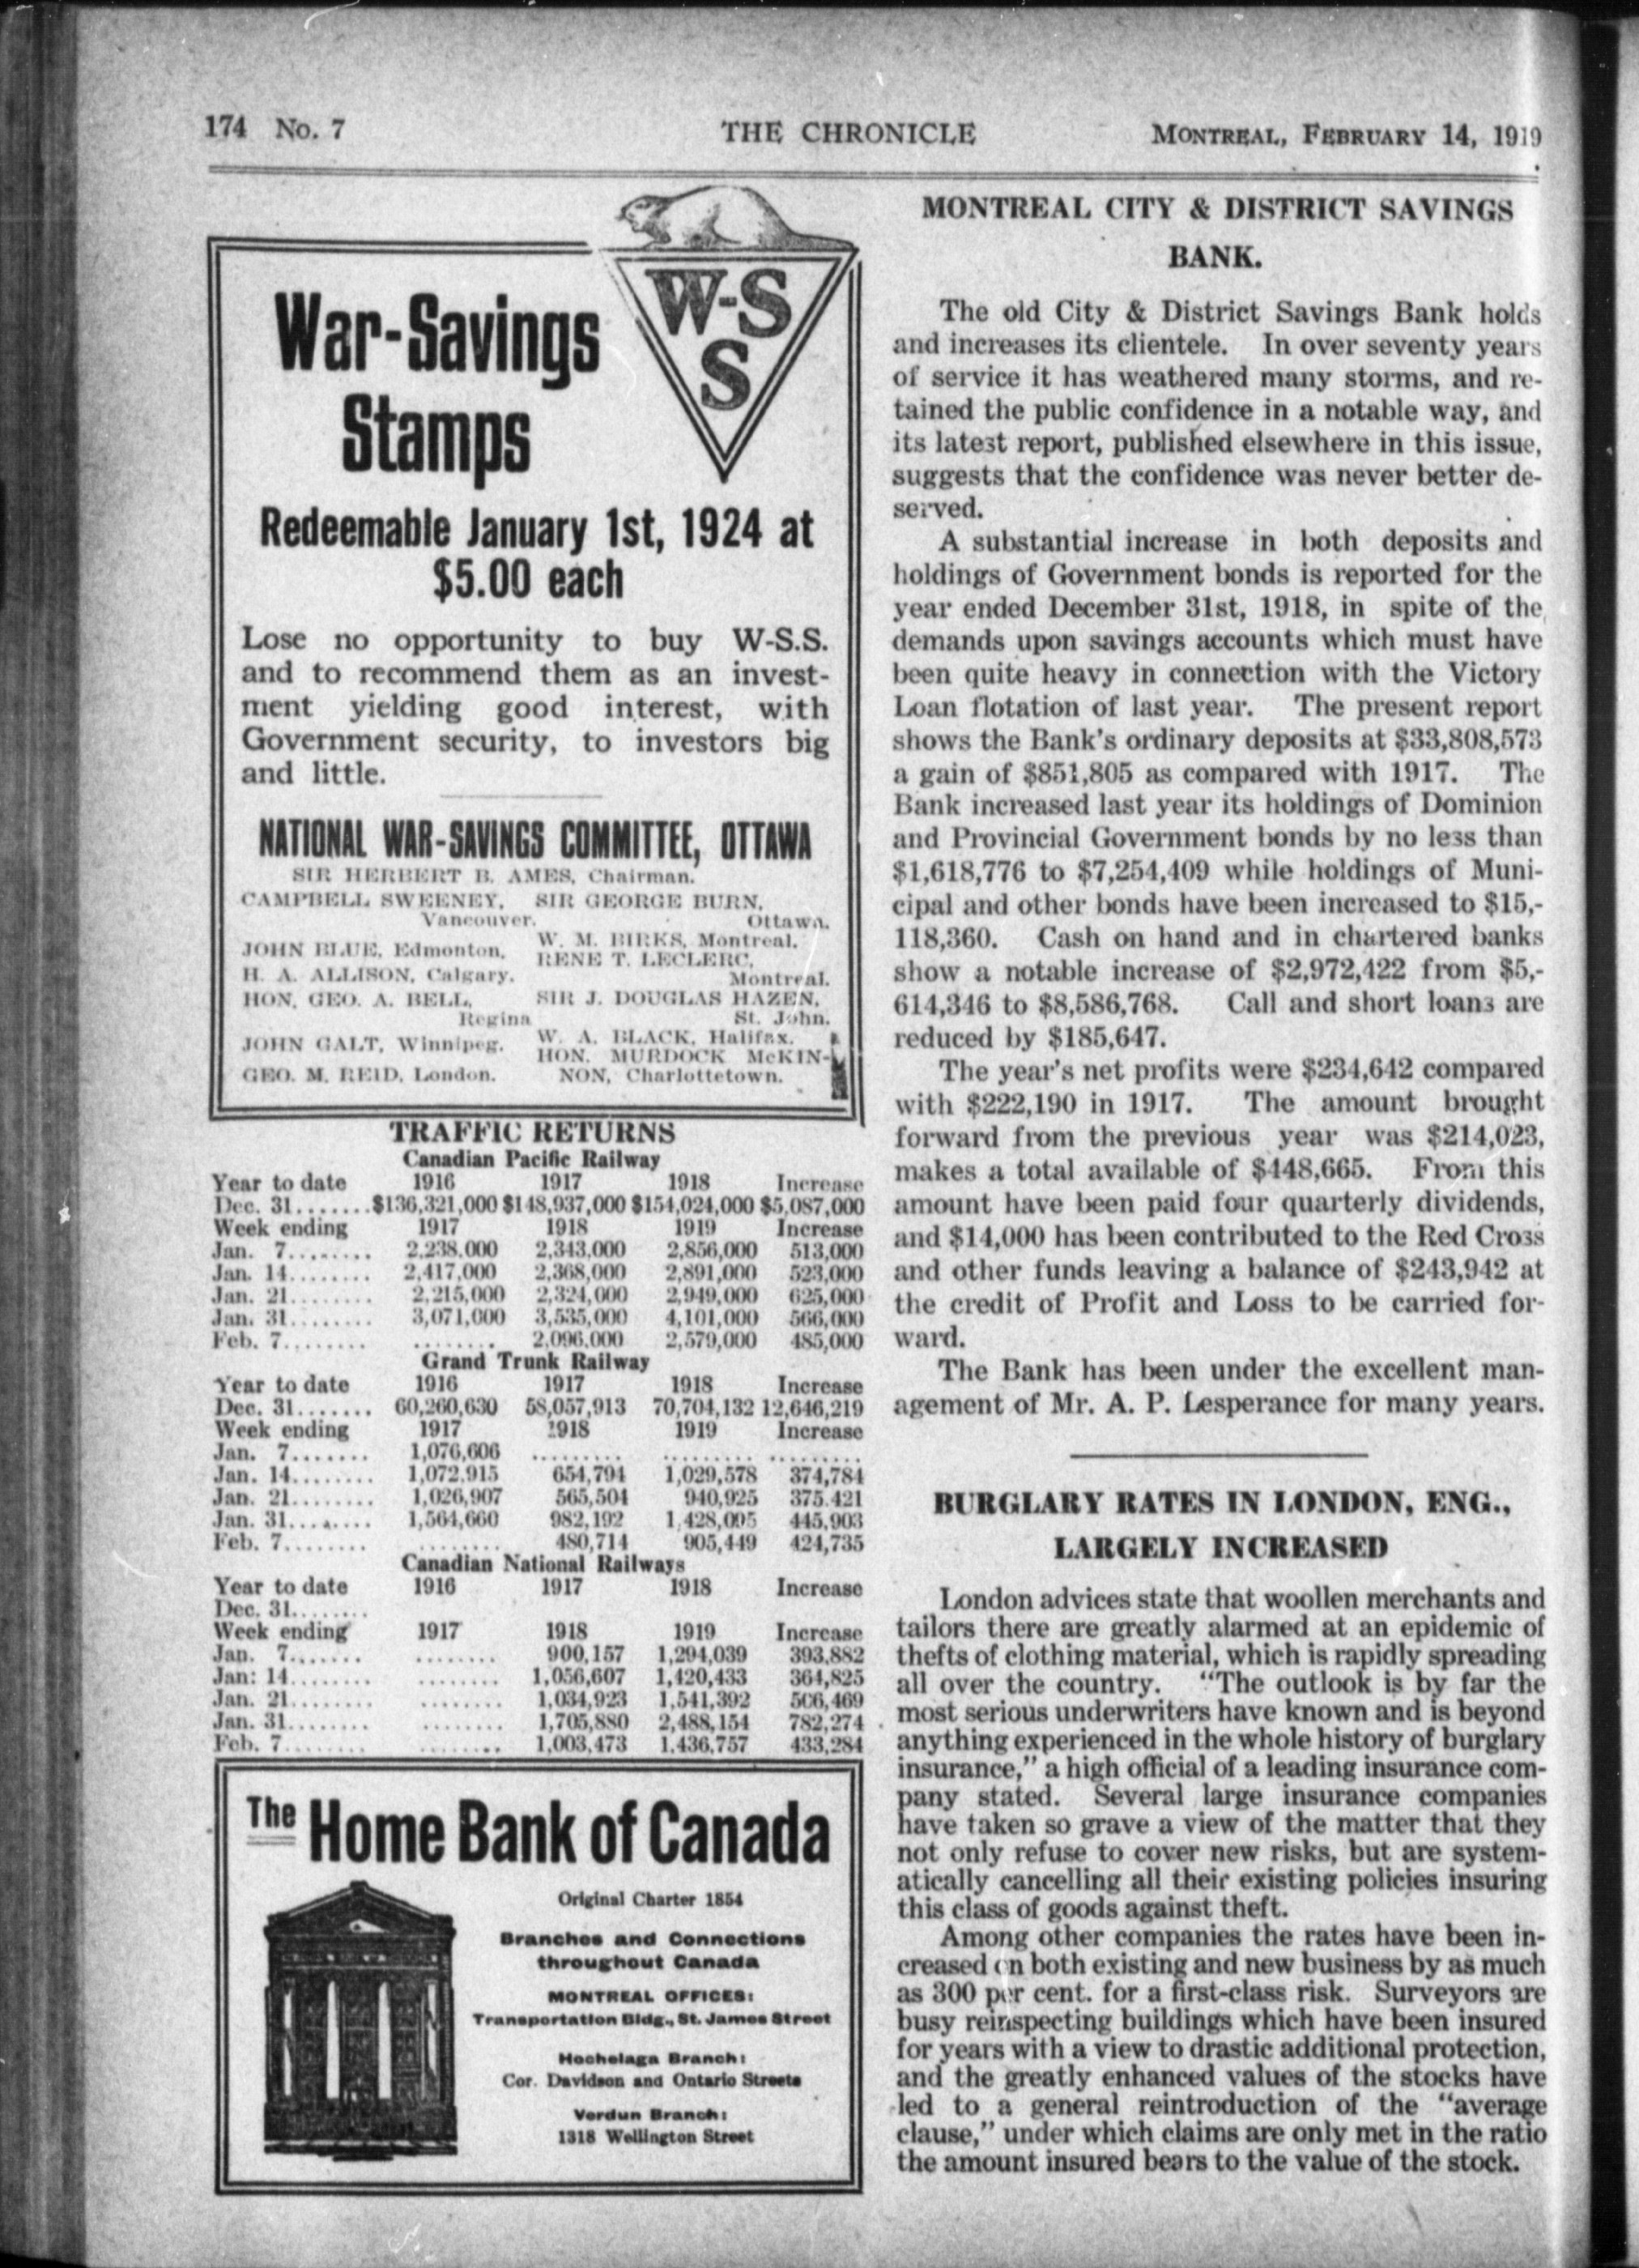 174 No. 7 THE CHRONICLE MONTREAL, FEBRUARY 14, 1919
W-S
S
War-Savings
Stamps
Redeemable January 1st, 1924 at
$5.00 each
Lose no opportunity to buy W-S.S.
and to recommend them as an invest-
ment yielding good interest, with
Government security, to investors big
and little.
NATIONAL WAR-SAVINGS COMMITTEE, OTTAWA
SIR HERBERT B. AMES, Chairman.
CAMPBELL SWEENEY,
Vancouver.
JOHN BLUE, Edmonton.
H. A. ALLISON, Calgary.
HON. GEO. A. BELL,
Regina
JOHN GALT, Winnipeg.
GEO. M. REID, London.
SIR GEORGE BURN,
Ottawa.
W. M. BIRKS, Montreal.
RENE T. LECLERC,
Montreal.
SIR J. DOUGLAS HAZEN,
St. John.
W. A. BLACK, Halifax.
HON. MURDOCK McKIN-
NON, Charlottetown.
TRAFFIC RETURNS
Canadian Pacific Railway
Year to date 1916 1917 1918 Increase
Dec. 31.......$136,321,000 $148,937,000 $154,024,000 $5,087,000
Week ending 1917 1918 1919 Increase
Jan. 7........ 2,238,000 2,343,000 2,856,000 513,000
Jan. 14........ 2,417,000 2,368,000 2,891,000 523,000
Jan. 21........ 2,215,000 2,324,000 2,949,000 625,000
Jan. 31........ 3,071,000 3,535,000 4,101,000 566,000
Feb. 7........ ........ 2,096,000 2,579,000 485,000
Grand Trunk Railway
Year to date 1916 1917 1918 Increase
Dec. 31....... 60,260,630 58,057,913 70,704,132 12,646,219
Week ending 1917 1918 1919 Increase
Jan. 7....... 1,076,606 ......... ......... .........
Jan. 14........ 1,072,915 654,794 1,029,578 374,784
Jan. 21........ 1,026,907 565,504 940,925 375.421
Jan. 31........ 1,564,660 982,192 1,428,095 445,903
Feb. 7........ ........ 480,714 905,449 424,735
Canadian National Railways
Year to date 1916 1917 1918 Increase
Dec. 31........
Week ending 1917 1918 1919 Increase
Jan. 7....... ........ 900,157 1,294,039 393,882
Jan: 14........ ........ 1,056,607 1,420,433 364,825
Jan. 21........ ........ 1,034,923 1,541,392 506,469
Jan. 31........ ........ 1,705,880 2,488,154 782,274
Feb. 7........ ........ 1,003,473 1,436,757 433,284
The Home Bank of Canada
Original Charter 1854
Branches and Connections
throughout Canada
MONTREAL OFFICES:
Transportation Bldg., St. James Street
Hochelaga Branch:
Cor. Davidson and Ontario Streets
Verdun Branch:
1318 Wellington Street
MONTREAL CITY & DISTRICT SAVINGS
BANK.
The old City & District Savings Bank holds
and increases its clientele. In over seventy years
of service it has weathered many storms, and re-
tained the public confidence in a notable way, and
its latest report, published elsewhere in this issue,
suggests that the confidence was never better de-
served.
A substantial increase in both deposits and
holdings of Government bonds is reported for the
year ended December 31st, 1918, in spite of the
demands upon savings accounts which must have
been quite heavy in connection with the Victory
Loan flotation of last year. The present report
shows the Bank's ordinary deposits at $33,808,573
a gain of $851,805 as compared with 1917. The
Bank increased last year its holdings of Dominion
and Provincial Government bonds by no less than
$1,618,776 to $7,254,409 while holdings of Muni-
cipal and other bonds have been increased to $15,-
118,360. Cash on hand and in chartered banks
show a notable increase of $2,972,422 from $5,-
614,346 to $8,586,768. Call and short loans are
reduced by $185,647.
The year's net profits were $234,642 compared
with $222,190 in 1917. The amount brought
forward from the previous year was $214,023,
makes a total available of $448,665. From this
amount have been paid four quarterly dividends,
and $14,000 has been contributed to the Red Cross
and other funds leaving a balance of $243,942 at
the credit of Profit and Loss to be carried for-
ward.
The Bank has been under the excellent man-
agement of Mr. A. P. Lesperance for many years.
BURGLARY RATES IN LONDON, ENG.,
LARGELY INCREASED
London advices state that woollen merchants and
tailors there are greatly alarmed at an epidemic of
thefts of clothing material, which is rapidly spreading
all over the country. "The outlook is by far the
most serious underwriters have known and is beyond
anything experienced in the whole history of burglary
insurance," a high official of a leading insurance com-
pany stated. Several large insurance companies
have taken so grave a view of the matter that they
not only refuse to cover new risks, but are system-
atically cancelling all their existing policies insuring
this class of goods against theft.
Among other companies the rates have been in-
creased on both existing and new business by as much
as 300 per cent. for a first-class risk. Surveyors are
busy reinspecting buildings which have been insured
for years with a view to drastic additional protection,
and the greatly enhanced values of the stocks have
led to a general reintroduction of the "average
clause," under which claims are only met in the ratio
the amount insured bears to the value of the stock.